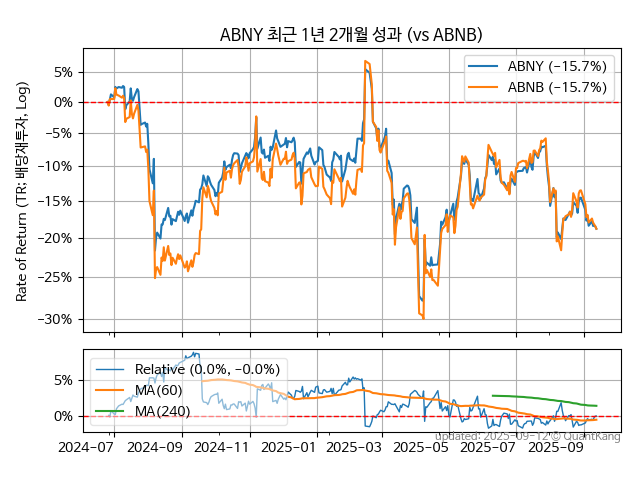 ABNY 최근 1년 2개월 성과 (vs ABNB)
Rate of Return (TR: 배당재투자, Log)
5%
0%
−5%
−10%
−15%
−20%
−25%
−30%
ABNY (−15.7%)
ABNB (−15.7%)
5%
0%
Relative (0.0%, −0.0%)
MA(60)
MA(240)
updated: 2025-09-12 © QuantKang
2024-07
2024-09
2024-11
2025-01
2025-03
2025-05
2025-07
2025-09